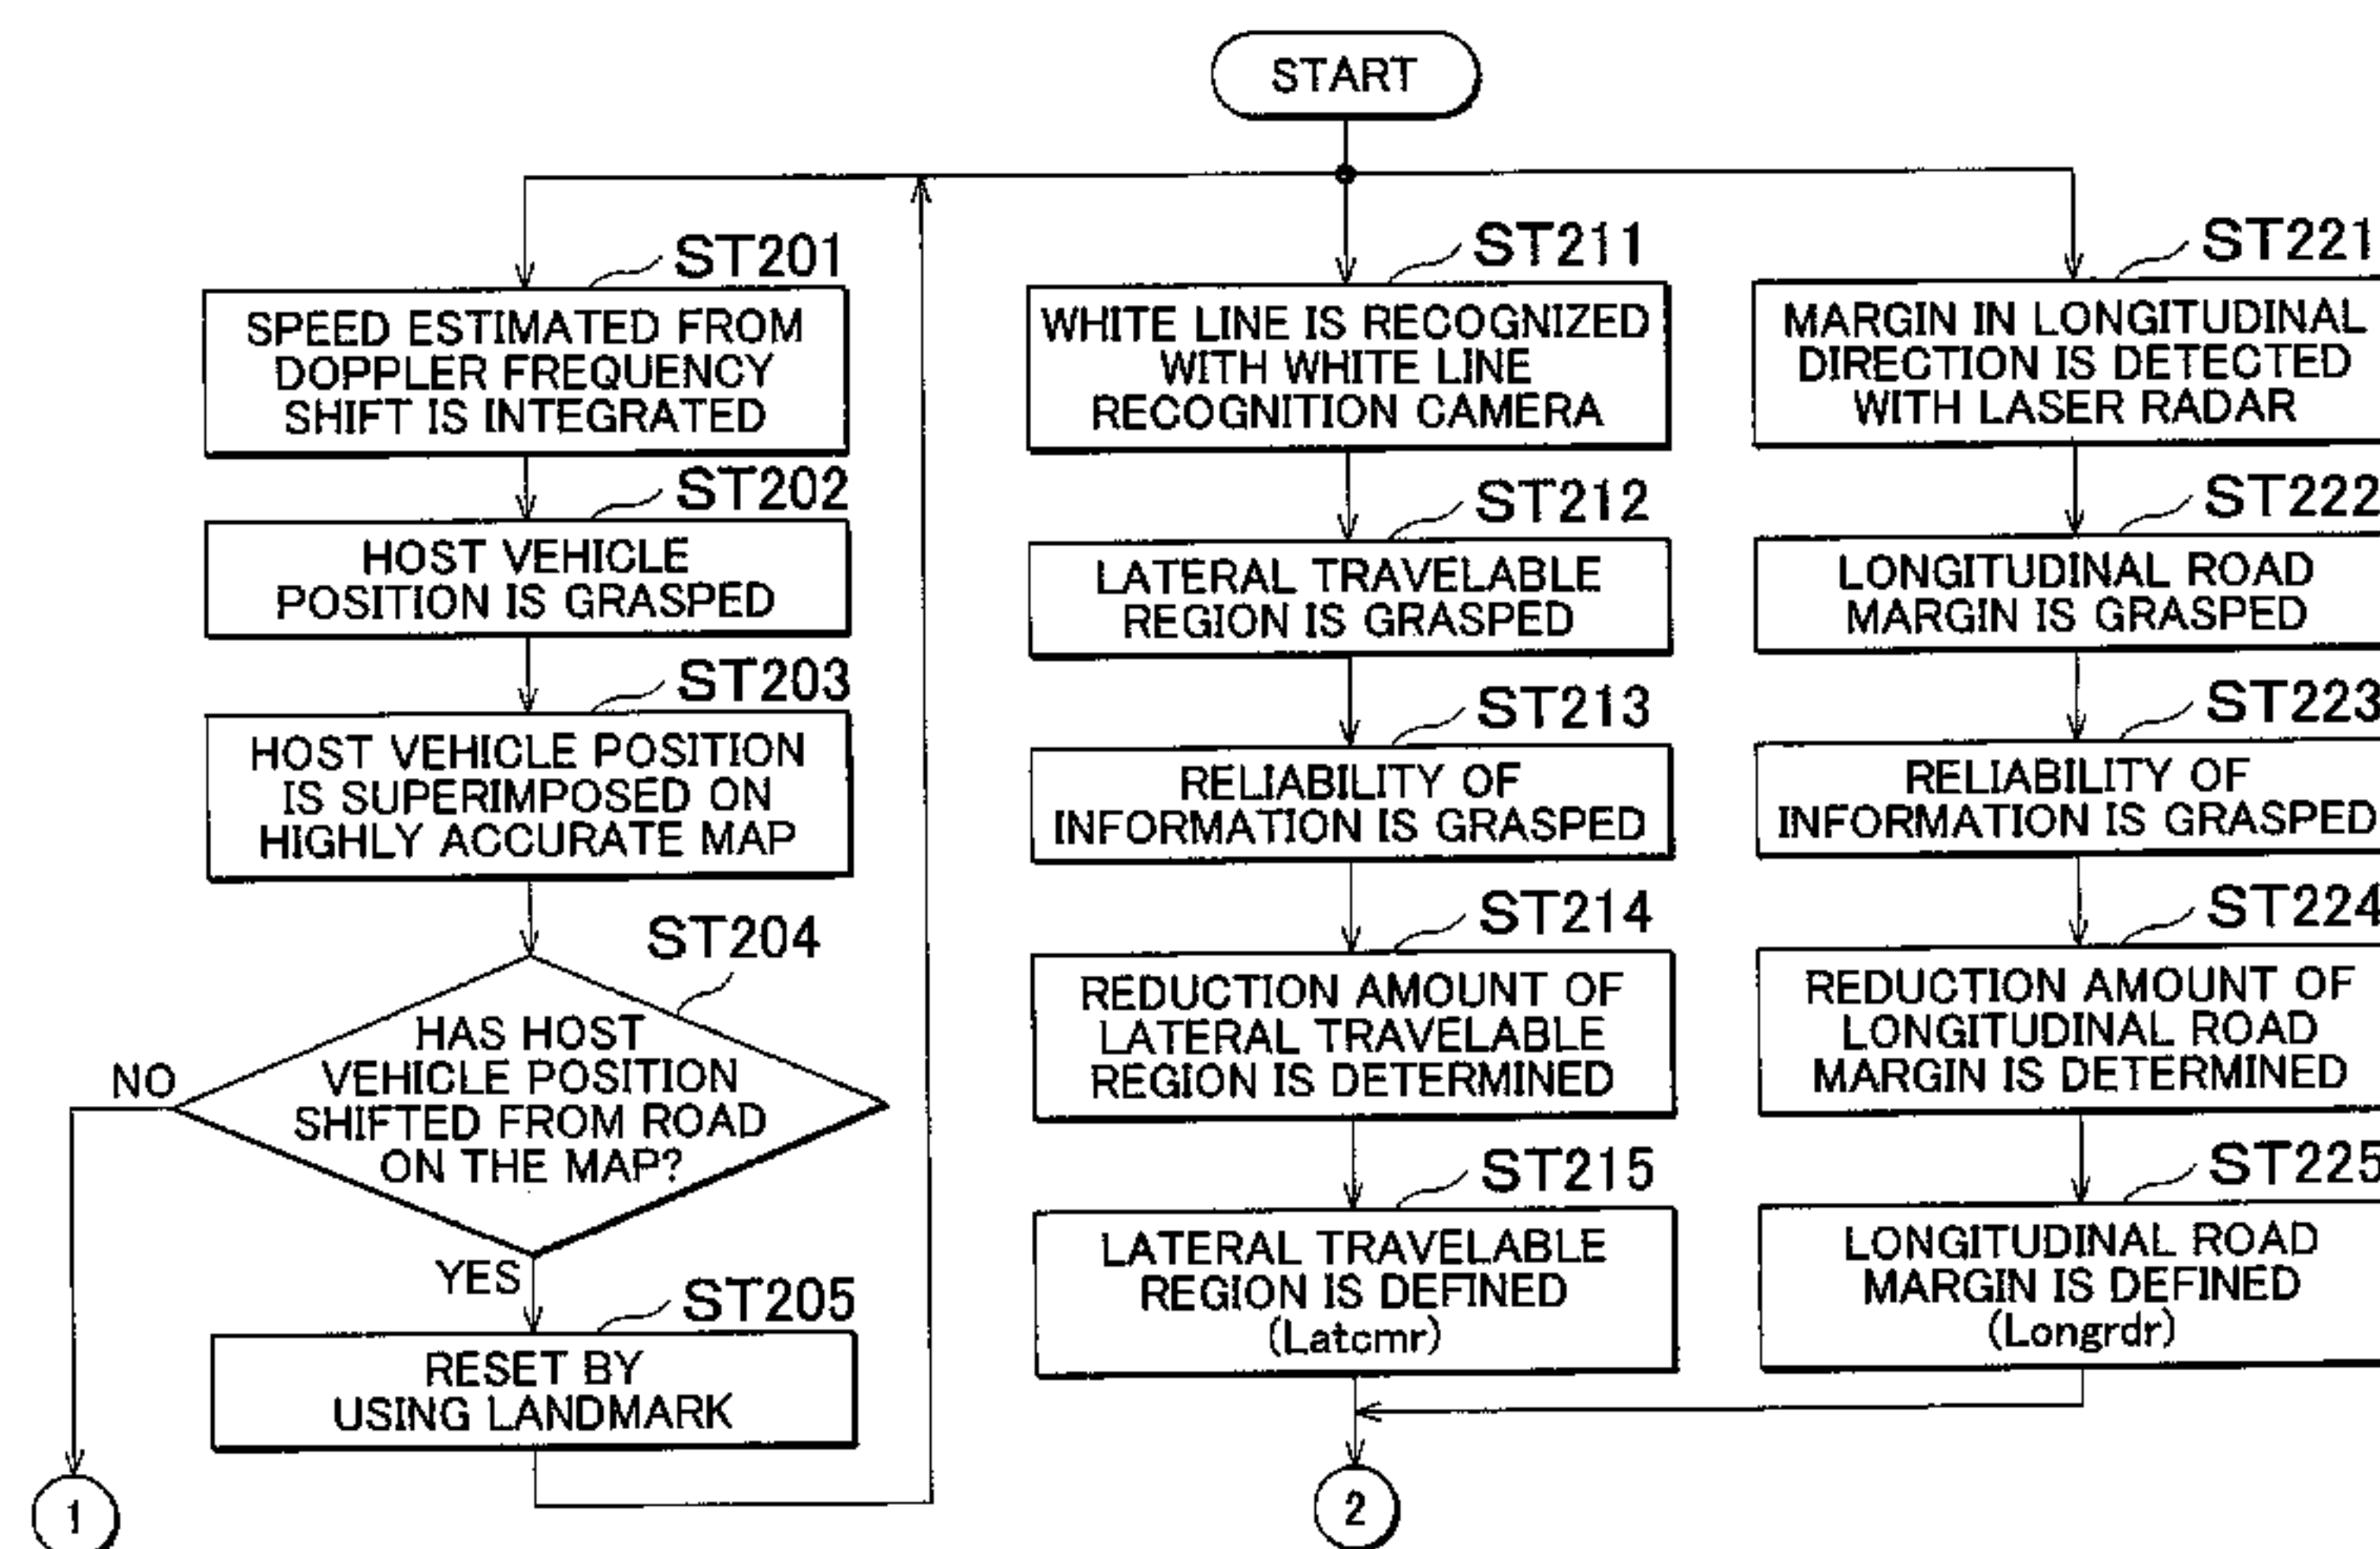 START
ST201
SPEED ESTIMATED FROM
DOPPLER FREQUENCY
SHIFT IS INTEGRATED
ST202
HOST VEHICLE
POSITION IS GRASPED
ST203
HOST VEHICLE POSITION
IS SUPERIMPOSED ON
HIGHLY ACCURATE MAP
ST204
HAS HOST
VEHICLE POSITION
SHIFTED FROM ROAD
ON THE MAP?
NO
YES
ST205
RESET BY
USING LANDMARK
1
ST211
WHITE LINE IS RECOGNIZED
WITH WHITE LINE
RECOGNITION CAMERA
ST212
LATERAL TRAVELABLE
REGION IS GRASPED
ST213
RELIABILITY OF
INFORMATION IS GRASPED
ST214
REDUCTION AMOUNT OF
LATERAL TRAVELABLE
REGION IS DETERMINED
ST215
LATERAL TRAVELABLE
REGION IS DEFINED
(Latcmr)
2
ST221
MARGIN IN LONGITUDINAL
DIRECTION IS DETECTED
WITH LASER RADAR
ST222
LONGITUDINAL ROAD
MARGIN IS GRASPED
ST223
RELIABILITY OF
INFORMATION IS GRASPED
ST224
REDUCTION AMOUNT OF
LONGITUDINAL ROAD
MARGIN IS DETERMINED
ST225
LONGITUDINAL ROAD
MARGIN IS DEFINED
(Longrdr)